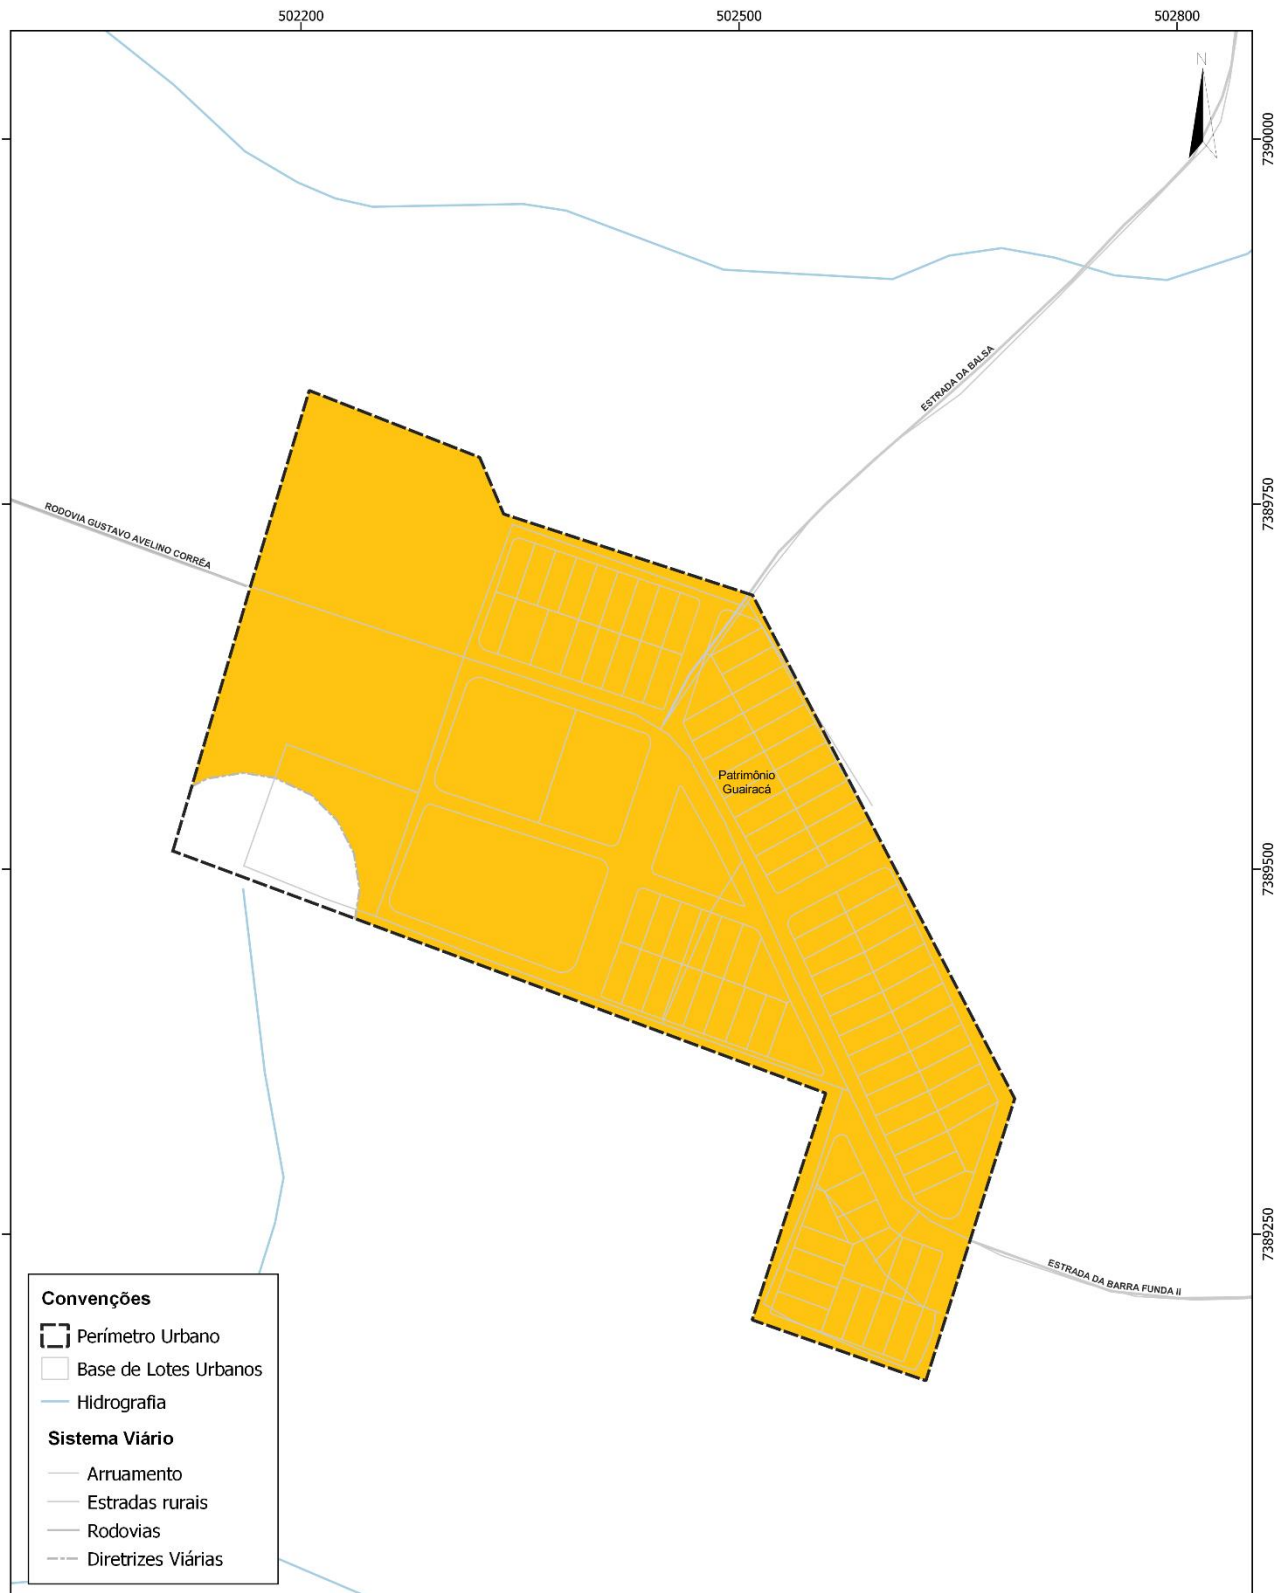 502200
502500
502800
N
7390000
ESTRADA DA BALSA
7389750
RODOVIA GUSTAVO AVELINO CORRÊA
Patrimônio
Guairacá
7389500
7389250
ESTRADA DA BARRA FUNDA II
Convenções
Perímetro Urbano
Base de Lotes Urbanos
Hidrografia
Sistema Viário
Arruamento
Estradas rurais
Rodovias
Diretrizes Viárias